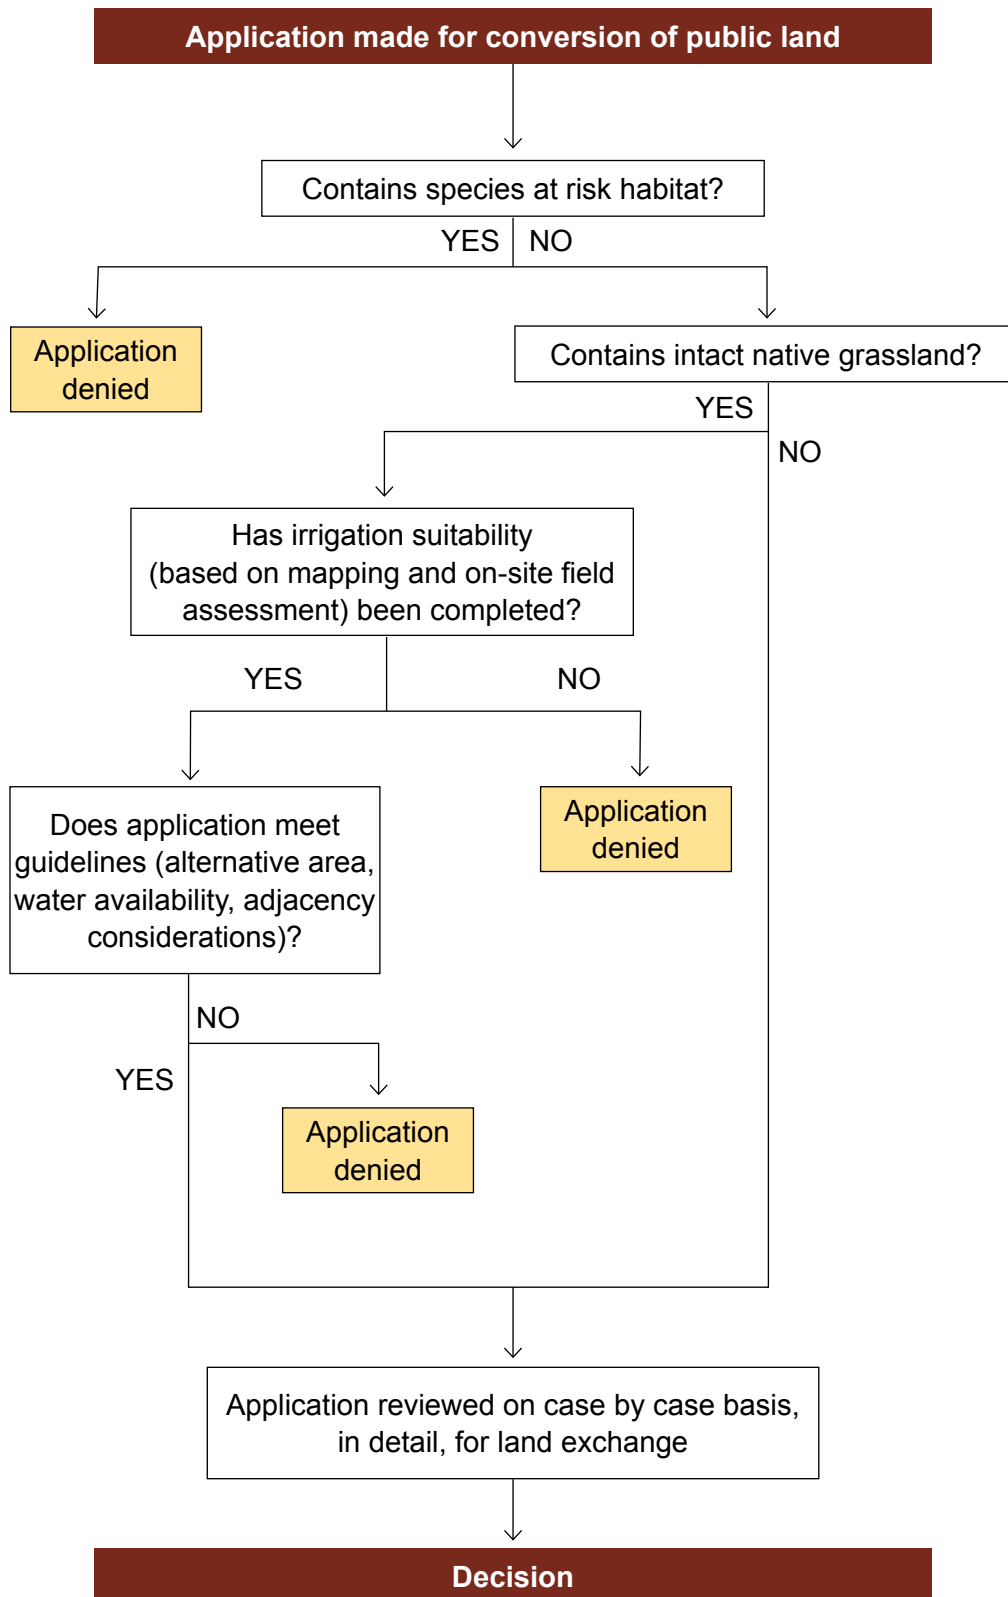 Application made for conversion of public land
Contains species at risk habitat?
YES
NO
Application
denied
Contains intact native grassland?
YES
NO
Has irrigation suitability
(based on mapping and on-site field
assessment) been completed?
YES
NO
Does application meet
guidelines (alternative area,
water availability, adjacency
considerations)?
Application
denied
NO
YES
Application
denied
Application reviewed on case by case basis,
in detail, for land exchange
Decision